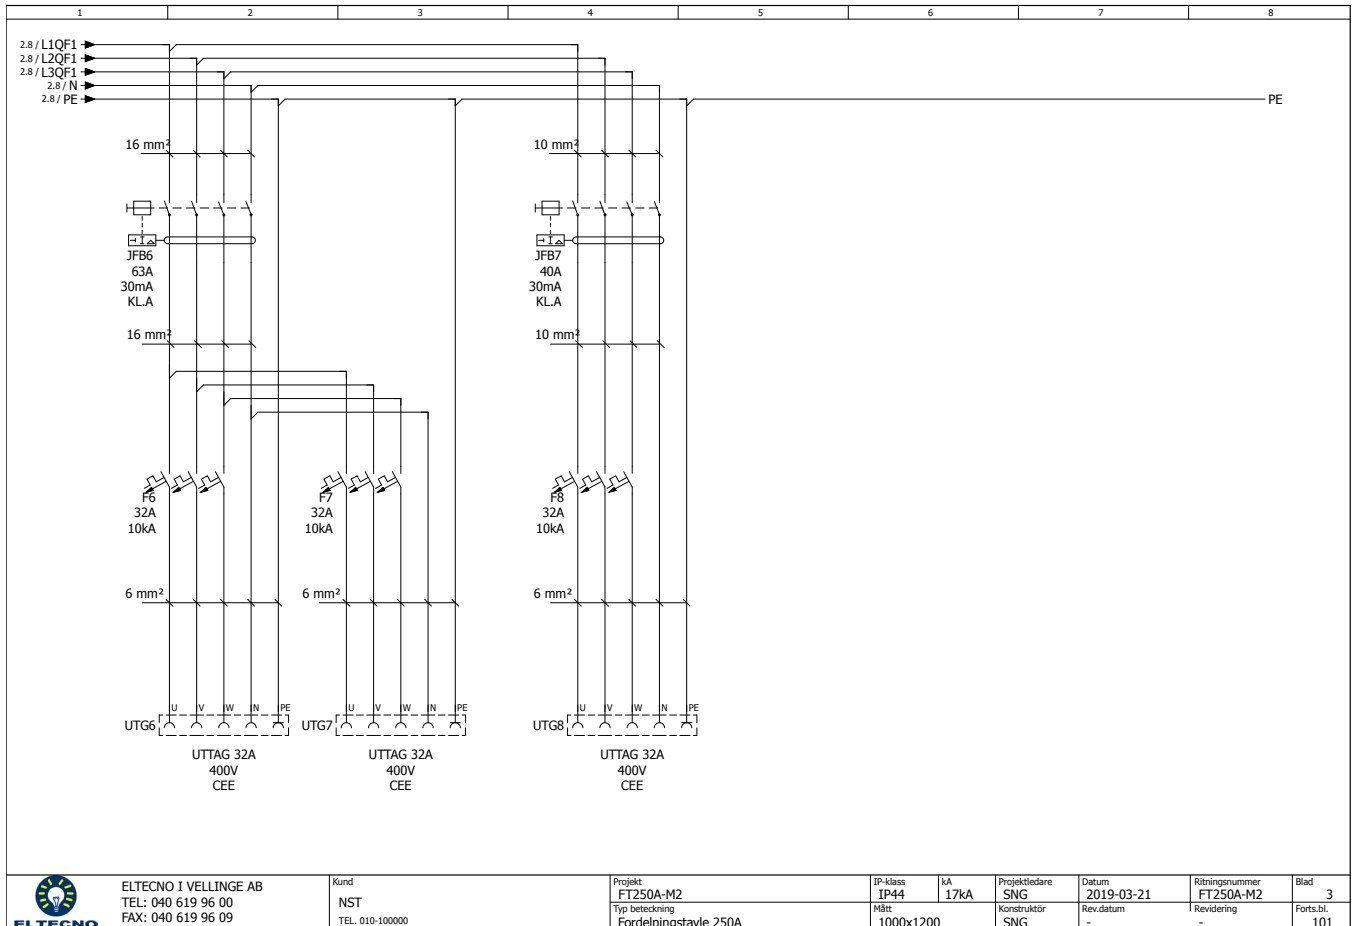 1 2 3 4 5 6 7 8
2.8 / L1QF1
2.8 / L2QF1
2.8 / L3QF1
2.8 / N
2.8 / PE
PE
16 mm² 10 mm²
JFB6 JFB7
63A 40A
30mA 30mA
KL.A KL.A
16 mm² 10 mm²
F6 F7 F8
32A 32A 32A
10kA 10kA 10kA
6 mm² 6 mm² 6 mm²
U V W N PE U V W N PE U V W N PE
UTG6 UTG7 UTG8
UTTAG 32A UTTAG 32A UTTAG 32A
400V 400V 400V
CEE CEE CEE
ELTECNO
ELTECNO I VELLINGE AB
TEL: 040 619 96 00
FAX: 040 619 96 09
Kund
NST
TEL. 010-100000
Projekt
FT250A-M2
Typ beteckning
Fordelningstavle 250A
IP-klass
IP44
kA
17kA
Projektledare
SNG
Datum
2019-03-21
Ritningsnummer
FT250A-M2
Blad
3
Mått
1000x1200
Konstruktör
SNG
Rev.datum
-
Revidering
-
Forts.bl.
101